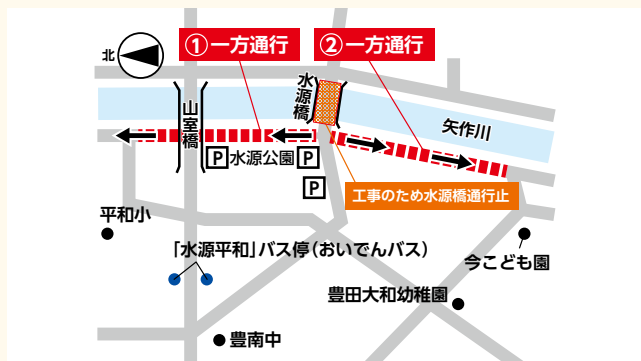 北
①一方通行
②一方通行
水源橋
山室橋
矢作川
P
水源公園
P
P
工事のため水源橋通行止
平和小
「水源平和」バス停(おいでんバス)
今こども園
豊田大和幼稚園
豊南中